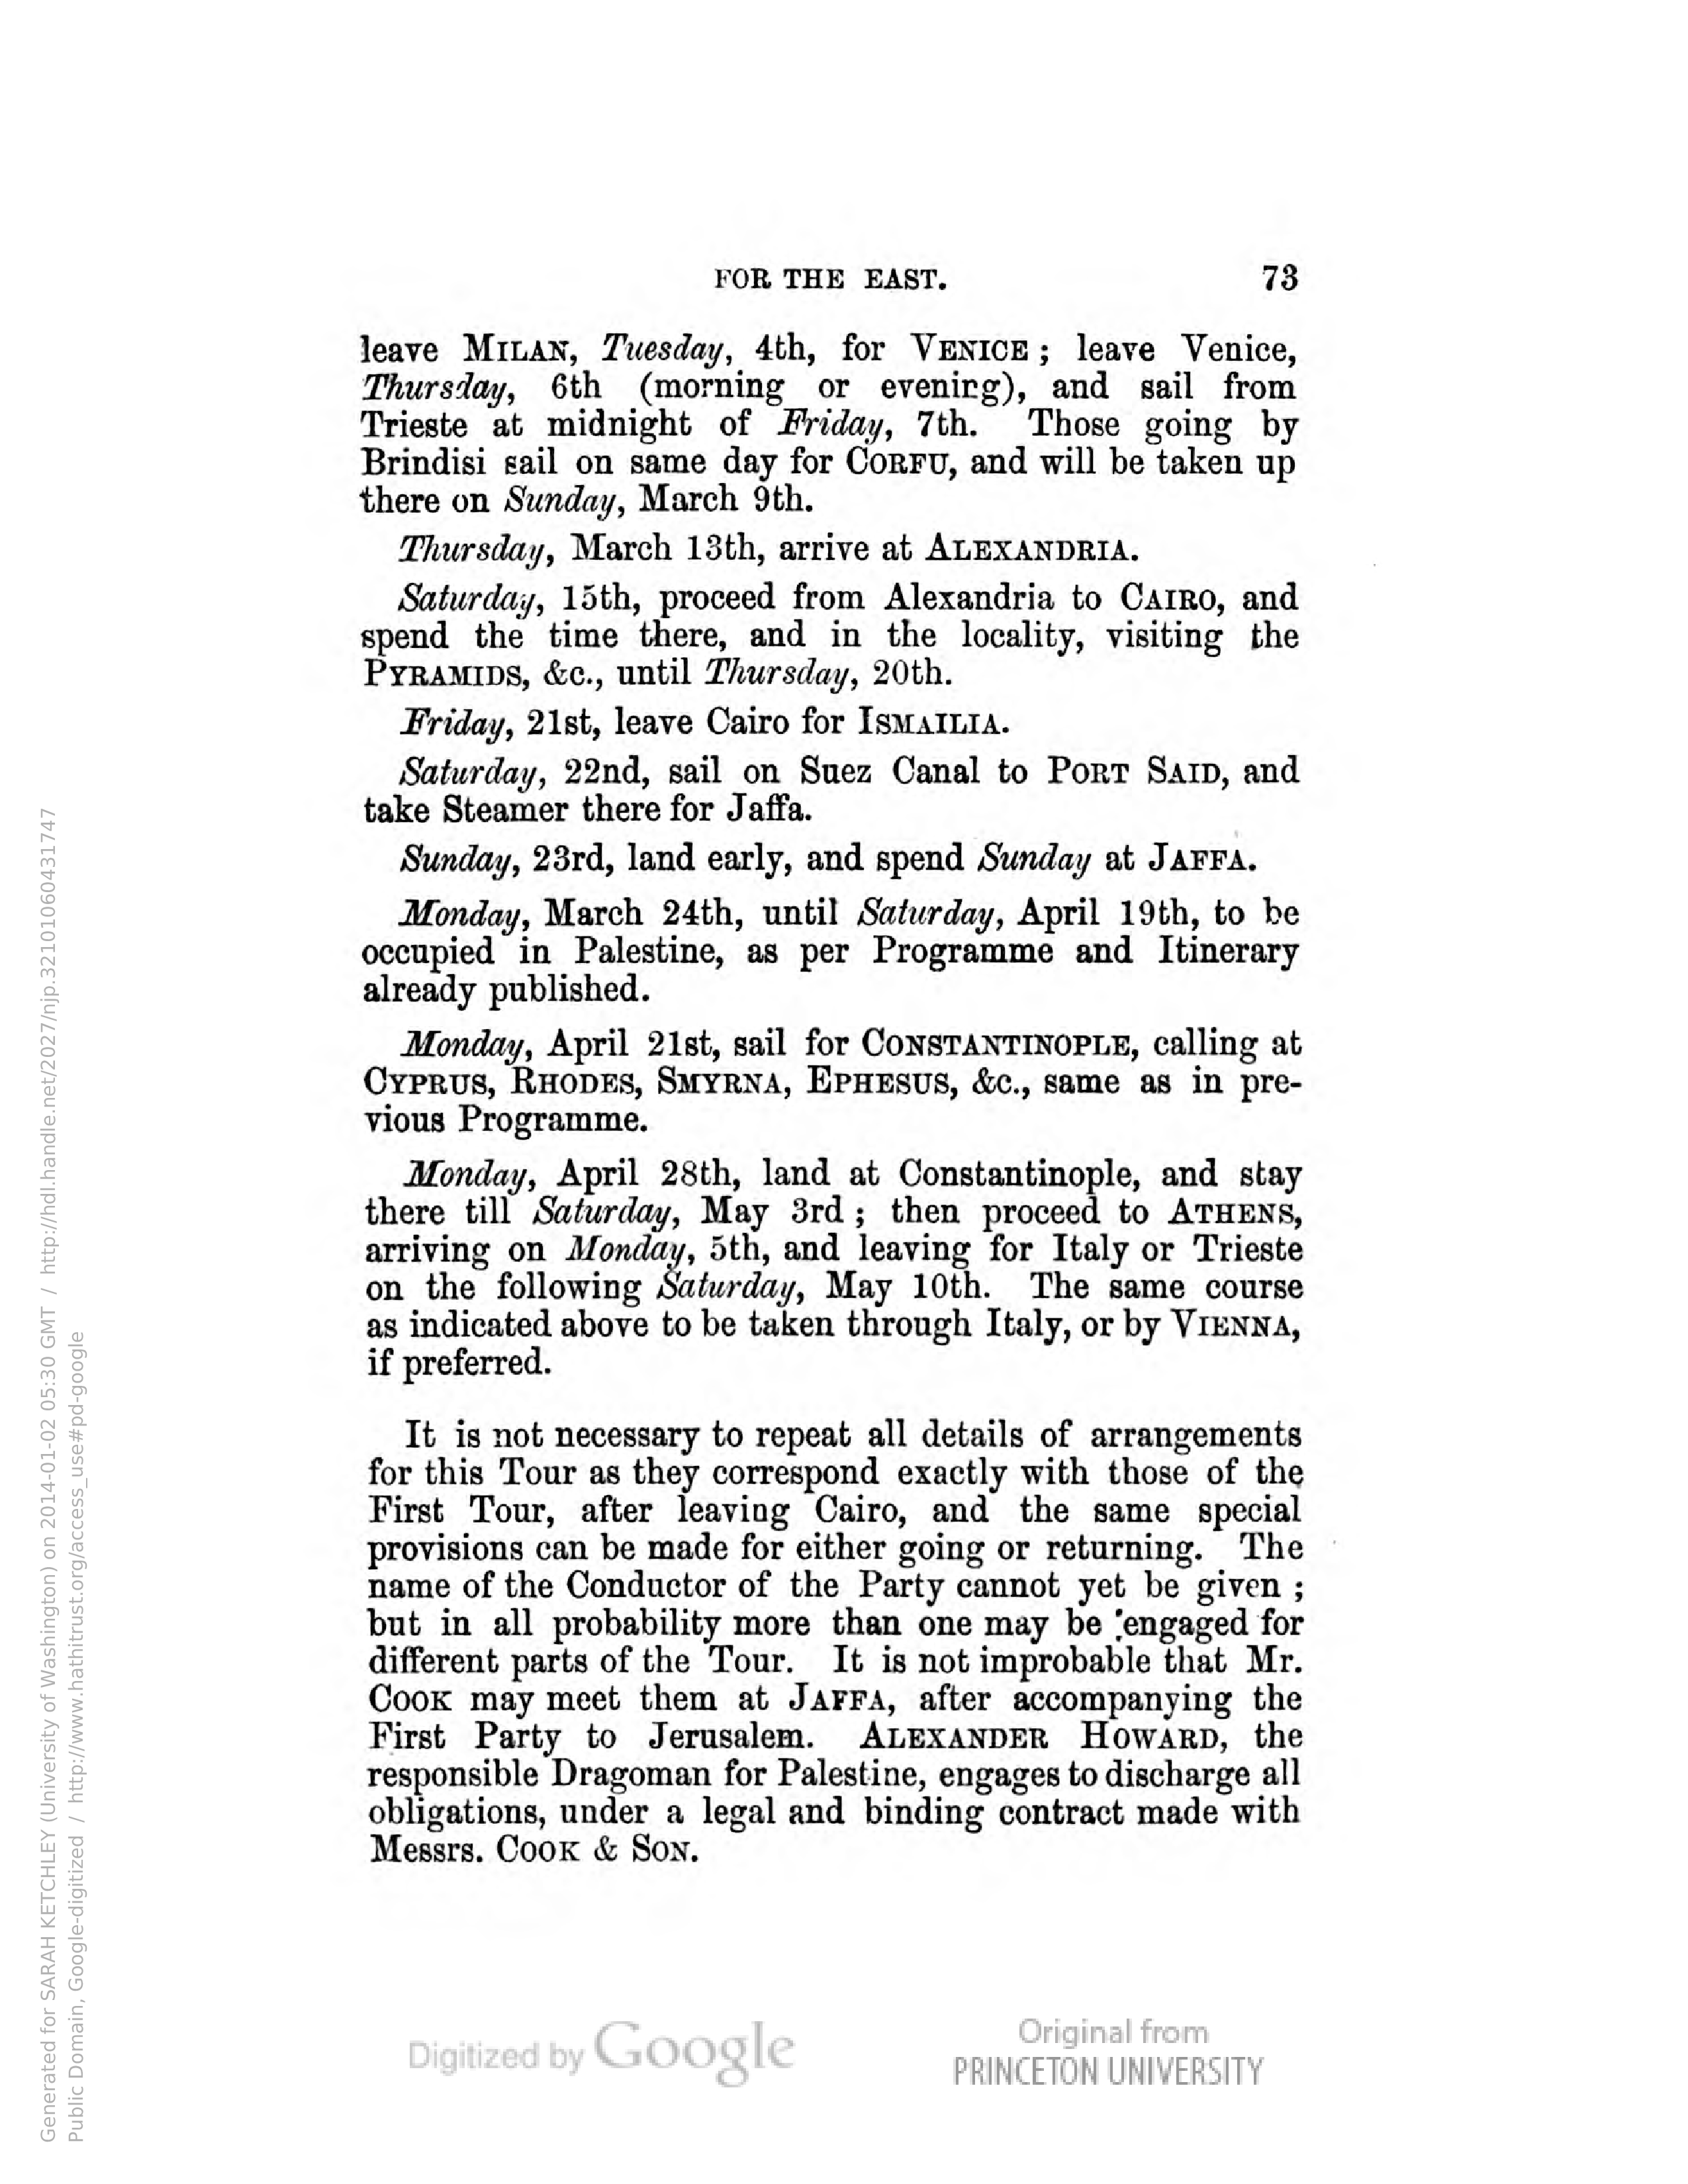 FOR THE EAST. 73
leave MILAN, Tuesday, 4th, for VENICE ; leave Venice,
Thursday, 6th (morning or evening), and sail from
Trieste at midnight of Friday, 7th. Those going by
Brindisi sail on same day for CORFU, and will be taken up
there on Sunday, March 9th.
Thursday, March 13th, arrive at ALEXANDRIA.
Saturday, 15th, proceed from Alexandria to CAIRO, and
spend the time there, and in the locality, visiting the
PYRAMIDS, &c., until Thursday, 20th.
Friday, 21st, leave Cairo for ISMAILIA.
Saturday, 22nd, sail on Suez Canal to PORT SAID, and
take Steamer there for Jaffa.
Sunday, 23rd, land early, and spend Sunday at JAFFA.
Monday, March 24th, until Saturday, April 19th, to be
occupied in Palestine, as per Programme and Itinerary
already published.
Monday, April 21st, sail for CONSTANTINOPLE, calling at
CYPRUS, RHODES, SMYRNA, EPHESUS, &c., same as in pre-
vious Programme.
Monday, April 28th, land at Constantinople, and stay
there till Saturday, May 3rd ; then proceed to ATHENS,
arriving on Monday, 5th, and leaving for Italy or Trieste
on the following Saturday, May 10th. The same course
as indicated above to be taken through Italy, or by VIENNA,
if preferred.
It is not necessary to repeat all details of arrangements
for this Tour as they correspond exactly with those of the
First Tour, after leaving Cairo, and the same special
provisions can be made for either going or returning. The
name of the Conductor of the Party cannot yet be given ;
but in all probability more than one may be engaged for
different parts of the Tour. It is not improbable that Mr.
COOK may meet them at JAFFA, after accompanying the
First Party to Jerusalem. ALEXANDER HOWARD, the
responsible Dragoman for Palestine, engages to discharge all
obligations, under a legal and binding contract made with
Messrs. COOK & SON.
Generated for SARAH KETCHLEY (University of Washington) on 2014-01-02 05:30 GMT / http://hdl.handle.net/2027/njp.32101060431747
Public Domain, Google-digitized / http://www.hathitrust.org/access_use#pd-google
Digitized by Google
Original from
PRINCETON UNIVERSITY